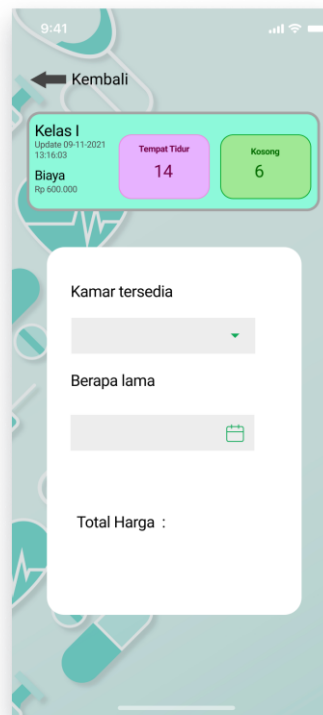 9:41
Kembali
Kelas I
Update 09-11-2021
13:16:03
Biaya
Rp 600.000
Tempat Tidur
14
Kosong
6
Kamar tersedia
Berapa lama
Total Harga :